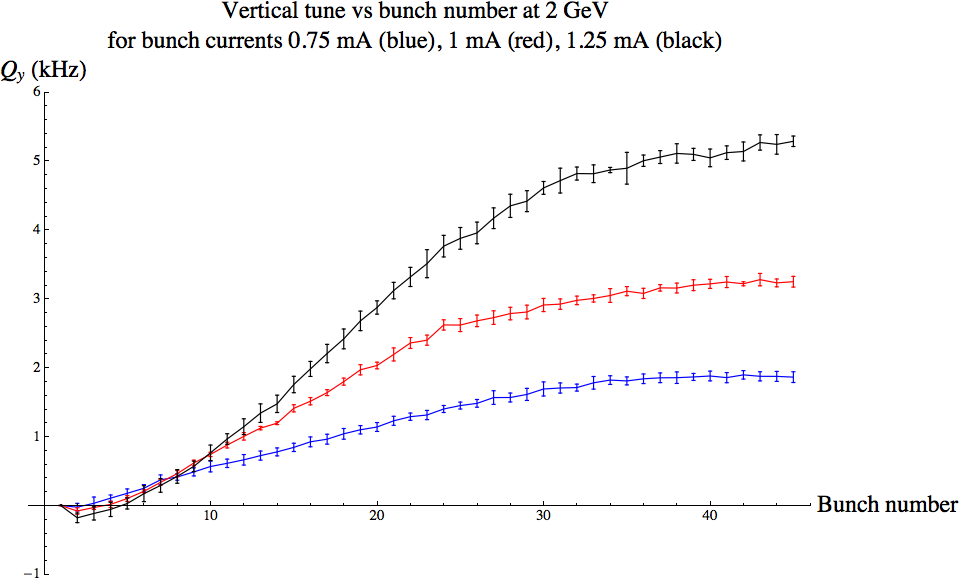 Vertical tune vs bunch number at 2 GeV
for bunch currents 0.75 mA (blue), 1 mA (red), 1.25 mA (black)
Qy (kHz)
6
5
4
3
2
1
10 20 30 40 Bunch number
−1